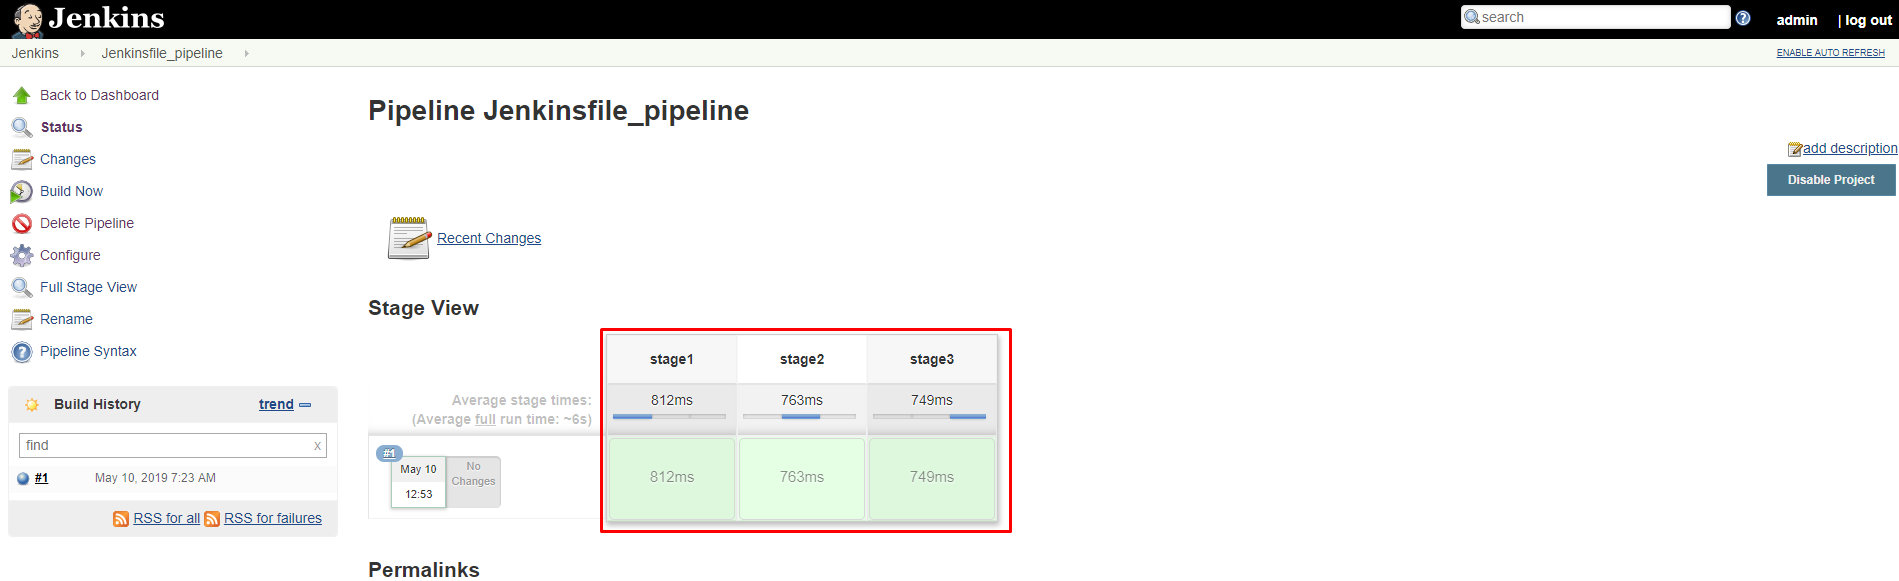 Jenkins
search
admin
| log out
Jenkins
Jenkinsfile_pipeline
ENABLE AUTO REFRESH
Back to Dashboard
Status
Changes
Build Now
Delete Pipeline
Configure
Full Stage View
Rename
Pipeline Syntax
Build History
trend
find
x
#1
May 10, 2019 7:23 AM
RSS for all
RSS for failures
Pipeline Jenkinsfile_pipeline
add description
Disable Project
Recent Changes
Stage View
stage1
stage2
stage3
Average stage times:
(Average full run time: ~6s)
812ms
763ms
749ms
#1
May 10
12:53
No
Changes
812ms
763ms
749ms
Permalinks